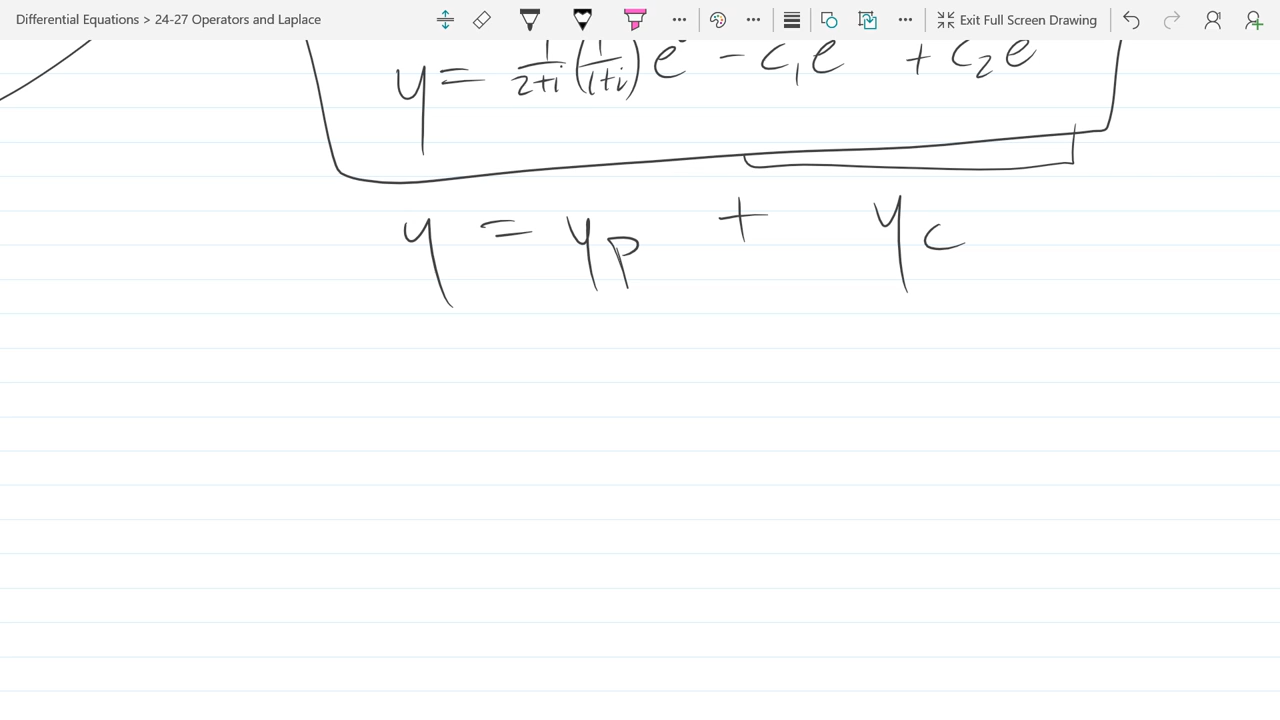 Differential Equations > 24-27 Operators and Laplace
Exit Full Screen Drawing
y = 1/(2+i) (1/(1+i)) e - c₁e + c₂e
y = yp + yc